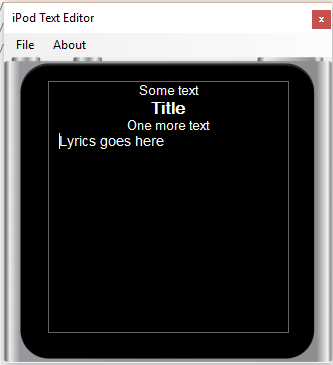 iPod Text Editor
x
File About
Some text
Title
One more text
Lyrics goes here